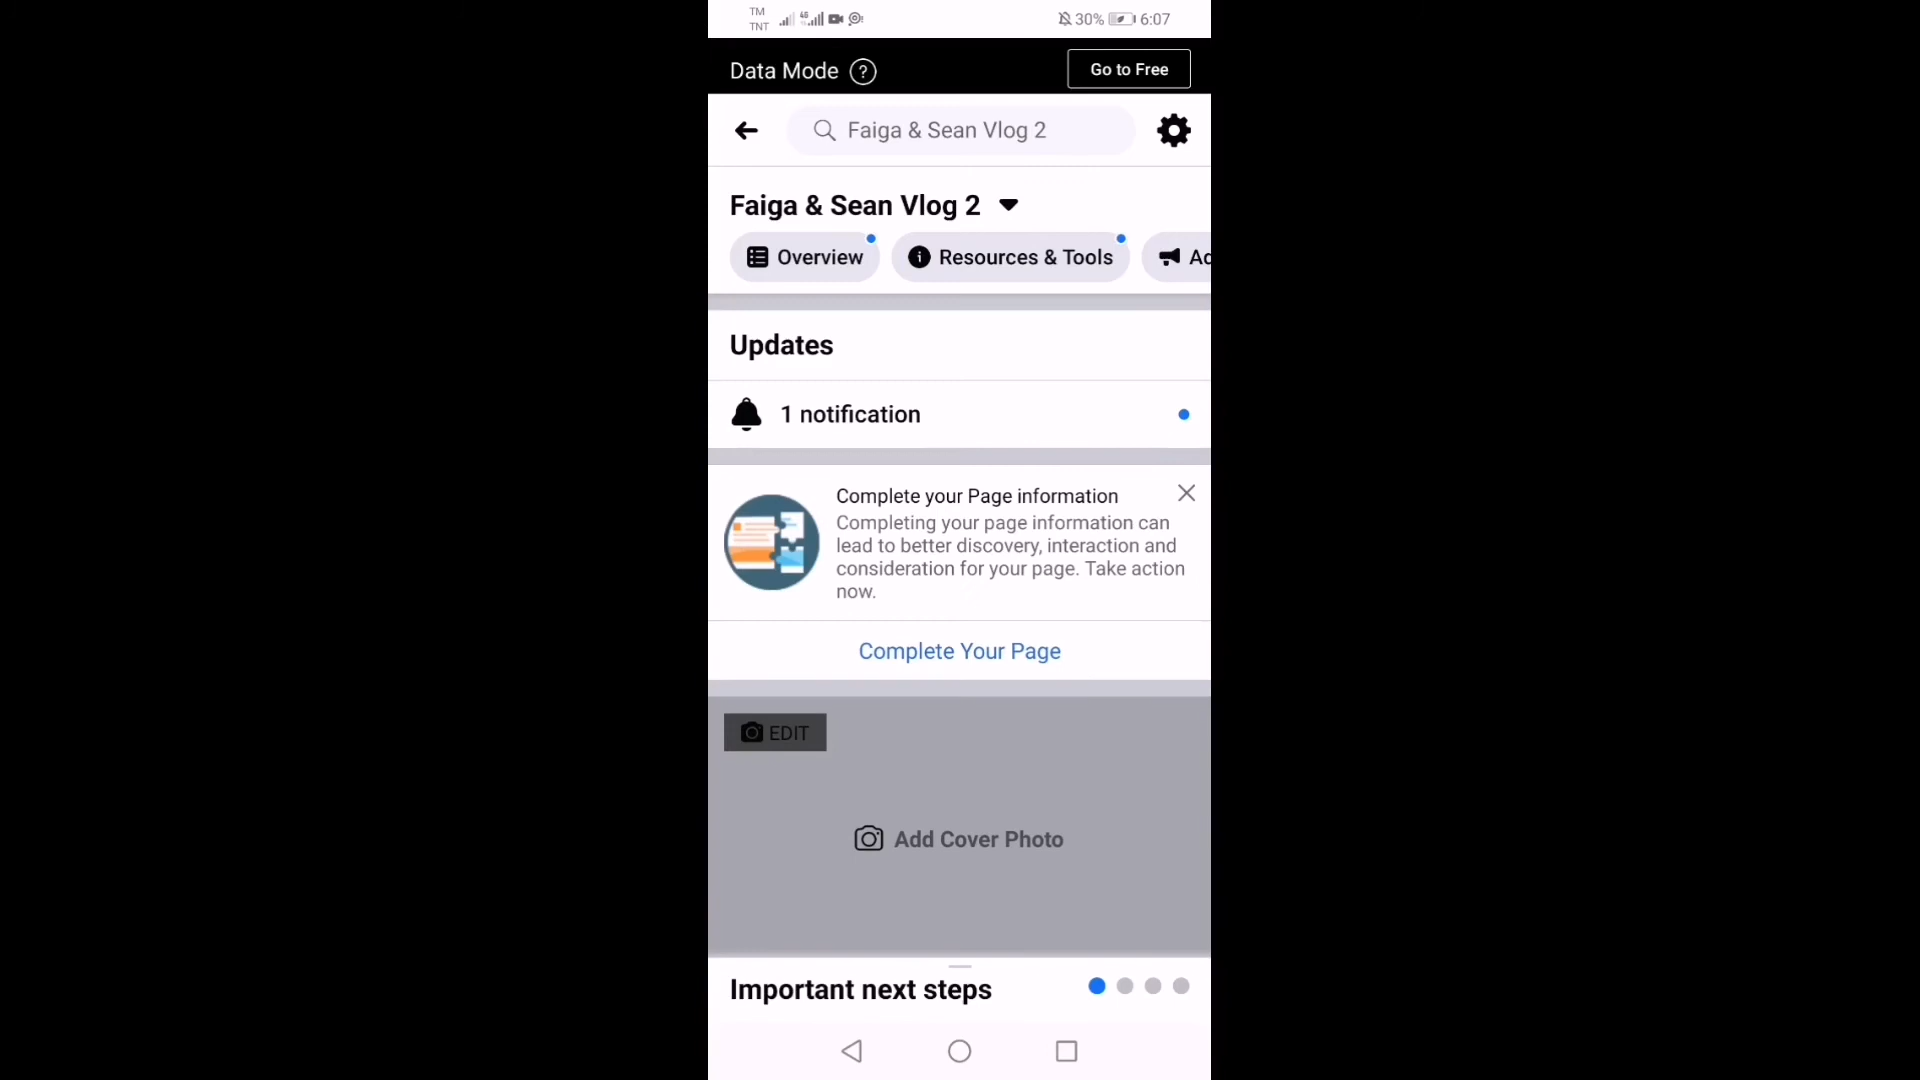 TM
TNT
4G
30% 6:07
Data Mode ? Go to Free
Faiga & Sean Vlog 2
Faiga & Sean Vlog 2
Overview Resources & Tools Ad
Updates
1 notification
Complete your Page information
Completing your page information can
lead to better discovery, interaction and
consideration for your page. Take action
now.
Complete Your Page
EDIT
Add Cover Photo
Important next steps